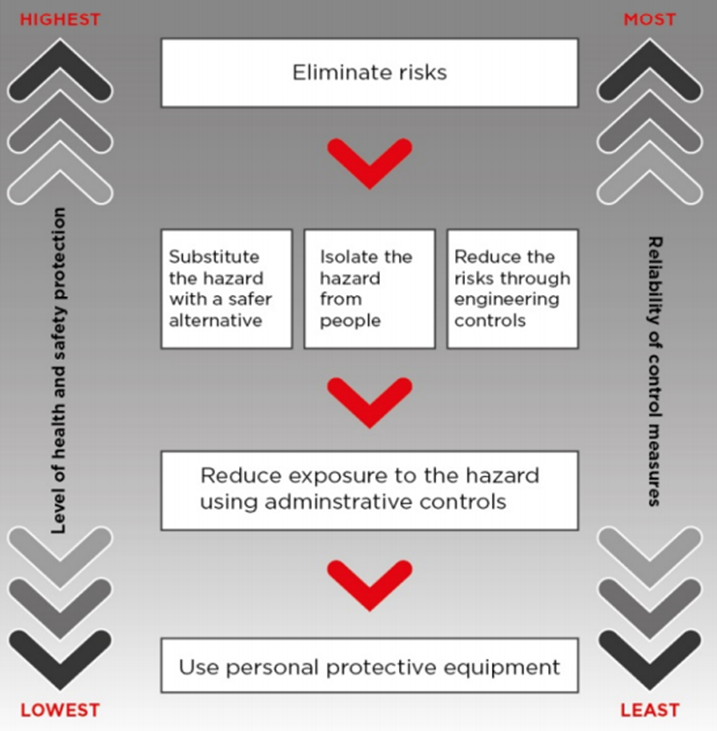 HIGHEST
MOST
Eliminate risks
Substitute
the hazard
with a safer
alternative
Isolate the
hazard
from
people
Reduce the
risks through
engineering
controls
Level of health and safety protection
Reliability of control measures
Reduce exposure to the hazard
using adminstrative controls
Use personal protective equipment
LOWEST
LEAST